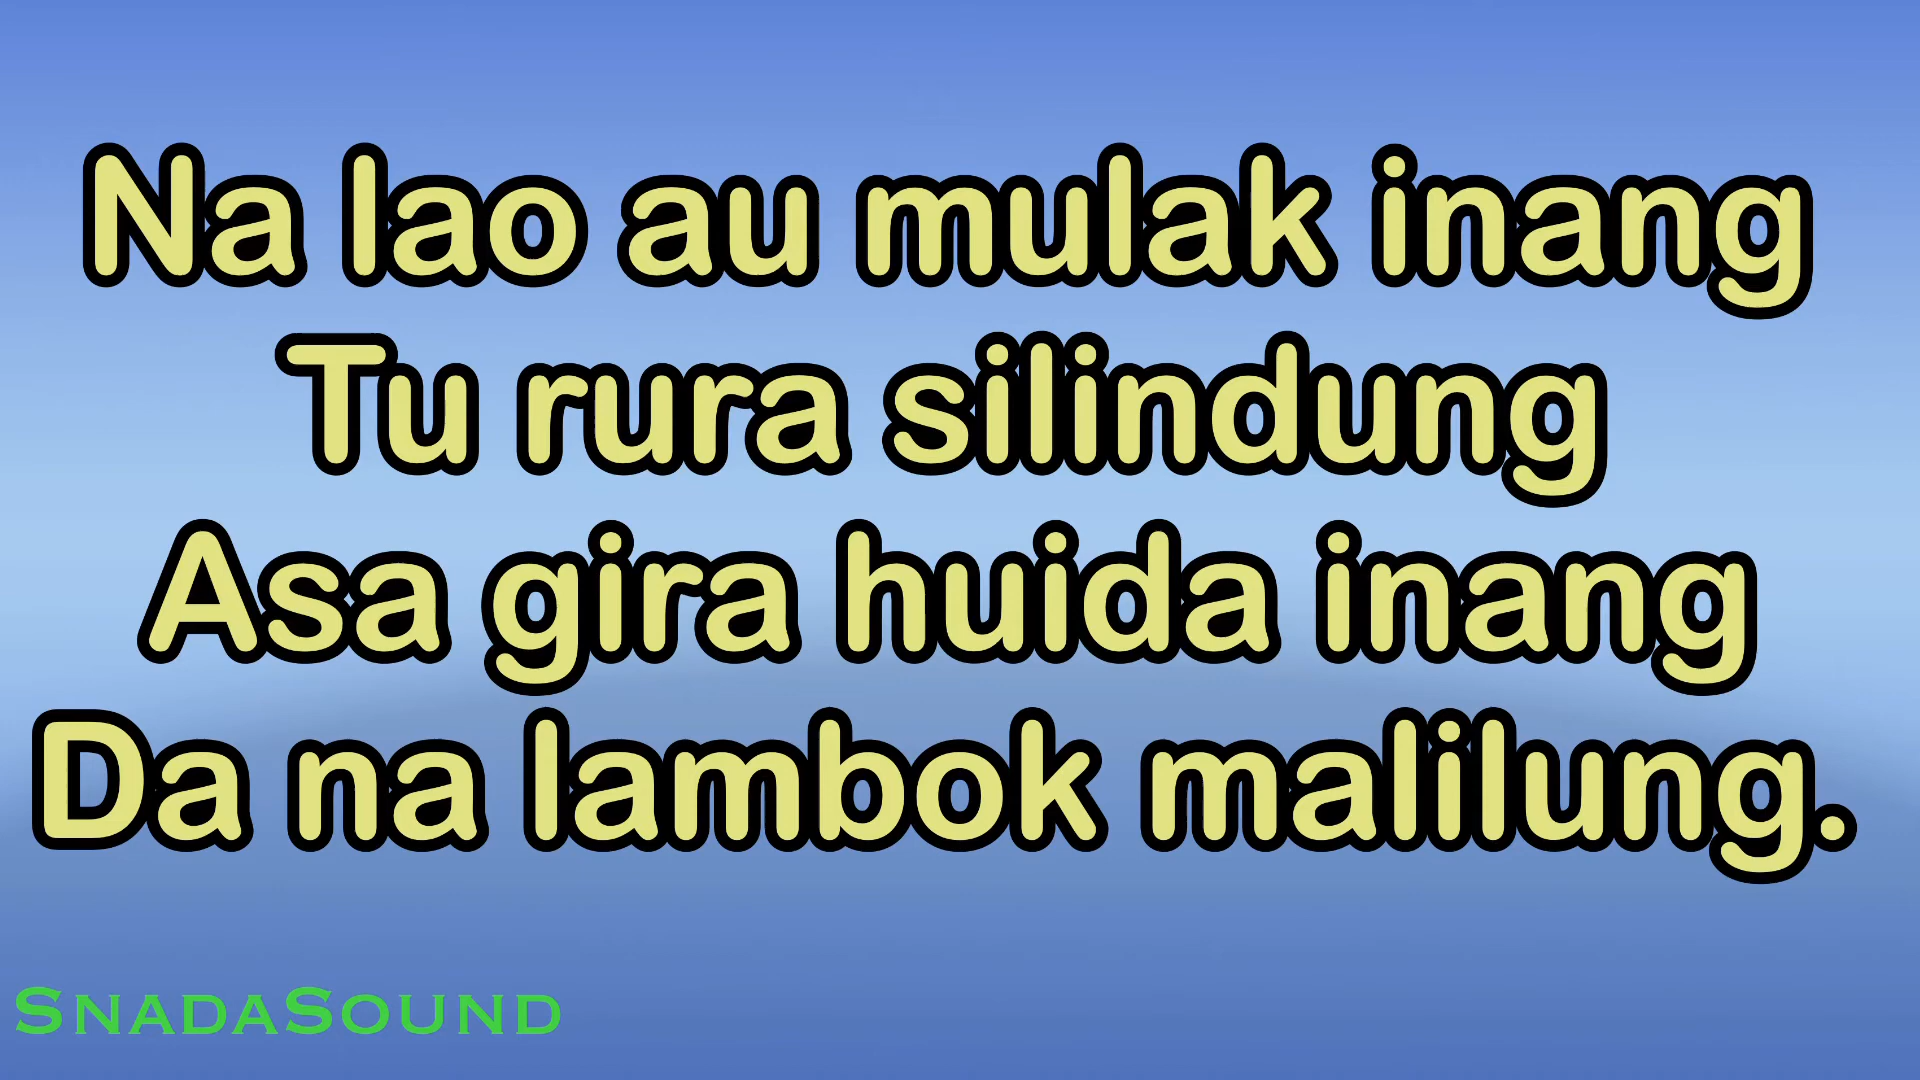 Na lao au mulak inang
Tu rura silindung
Asa gira huida inang
Da na lambok malilung.
SNADASOUND